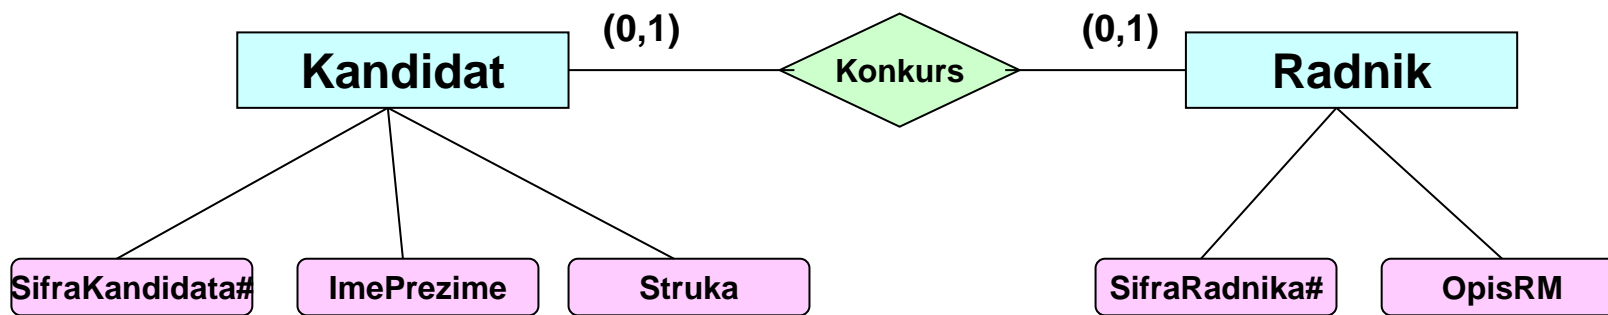 (0,1)
(0,1)
Kandidat
Konkurs
Radnik
SifraKandidata#
ImePrezime
Struka
SifraRadnika#
OpisRM